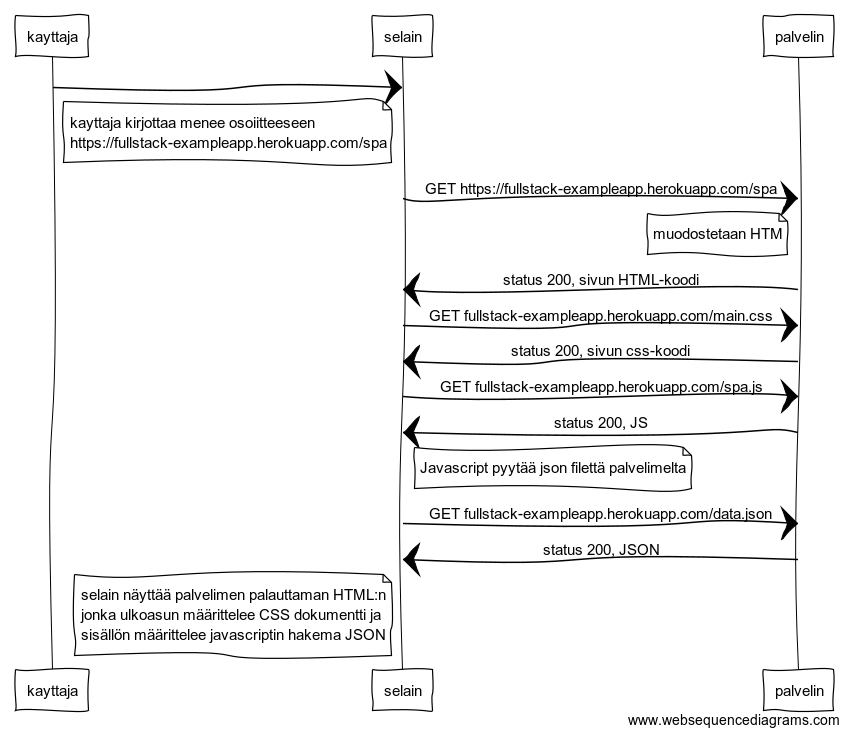 kayttaja
selain
palvelin
kayttaja kirjottaa menee osoiitteeseen
https://fullstack-exampleapp.herokuapp.com/spa
GET https://fullstack-exampleapp.herokuapp.com/spa
muodostetaan HTM
status 200, sivun HTML-koodi
GET fullstack-exampleapp.herokuapp.com/main.css
status 200, sivun css-koodi
GET fullstack-exampleapp.herokuapp.com/spa.js
status 200, JS
Javascript pyytää json filettä palvelimelta
GET fullstack-exampleapp.herokuapp.com/data.json
status 200, JSON
selain näyttää palvelimen palauttaman HTML:n
jonka ulkoasun määrittelee CSS dokumentti ja
sisällön määrittelee javascriptin hakema JSON
kayttaja
selain
palvelin
www.websequencediagrams.com